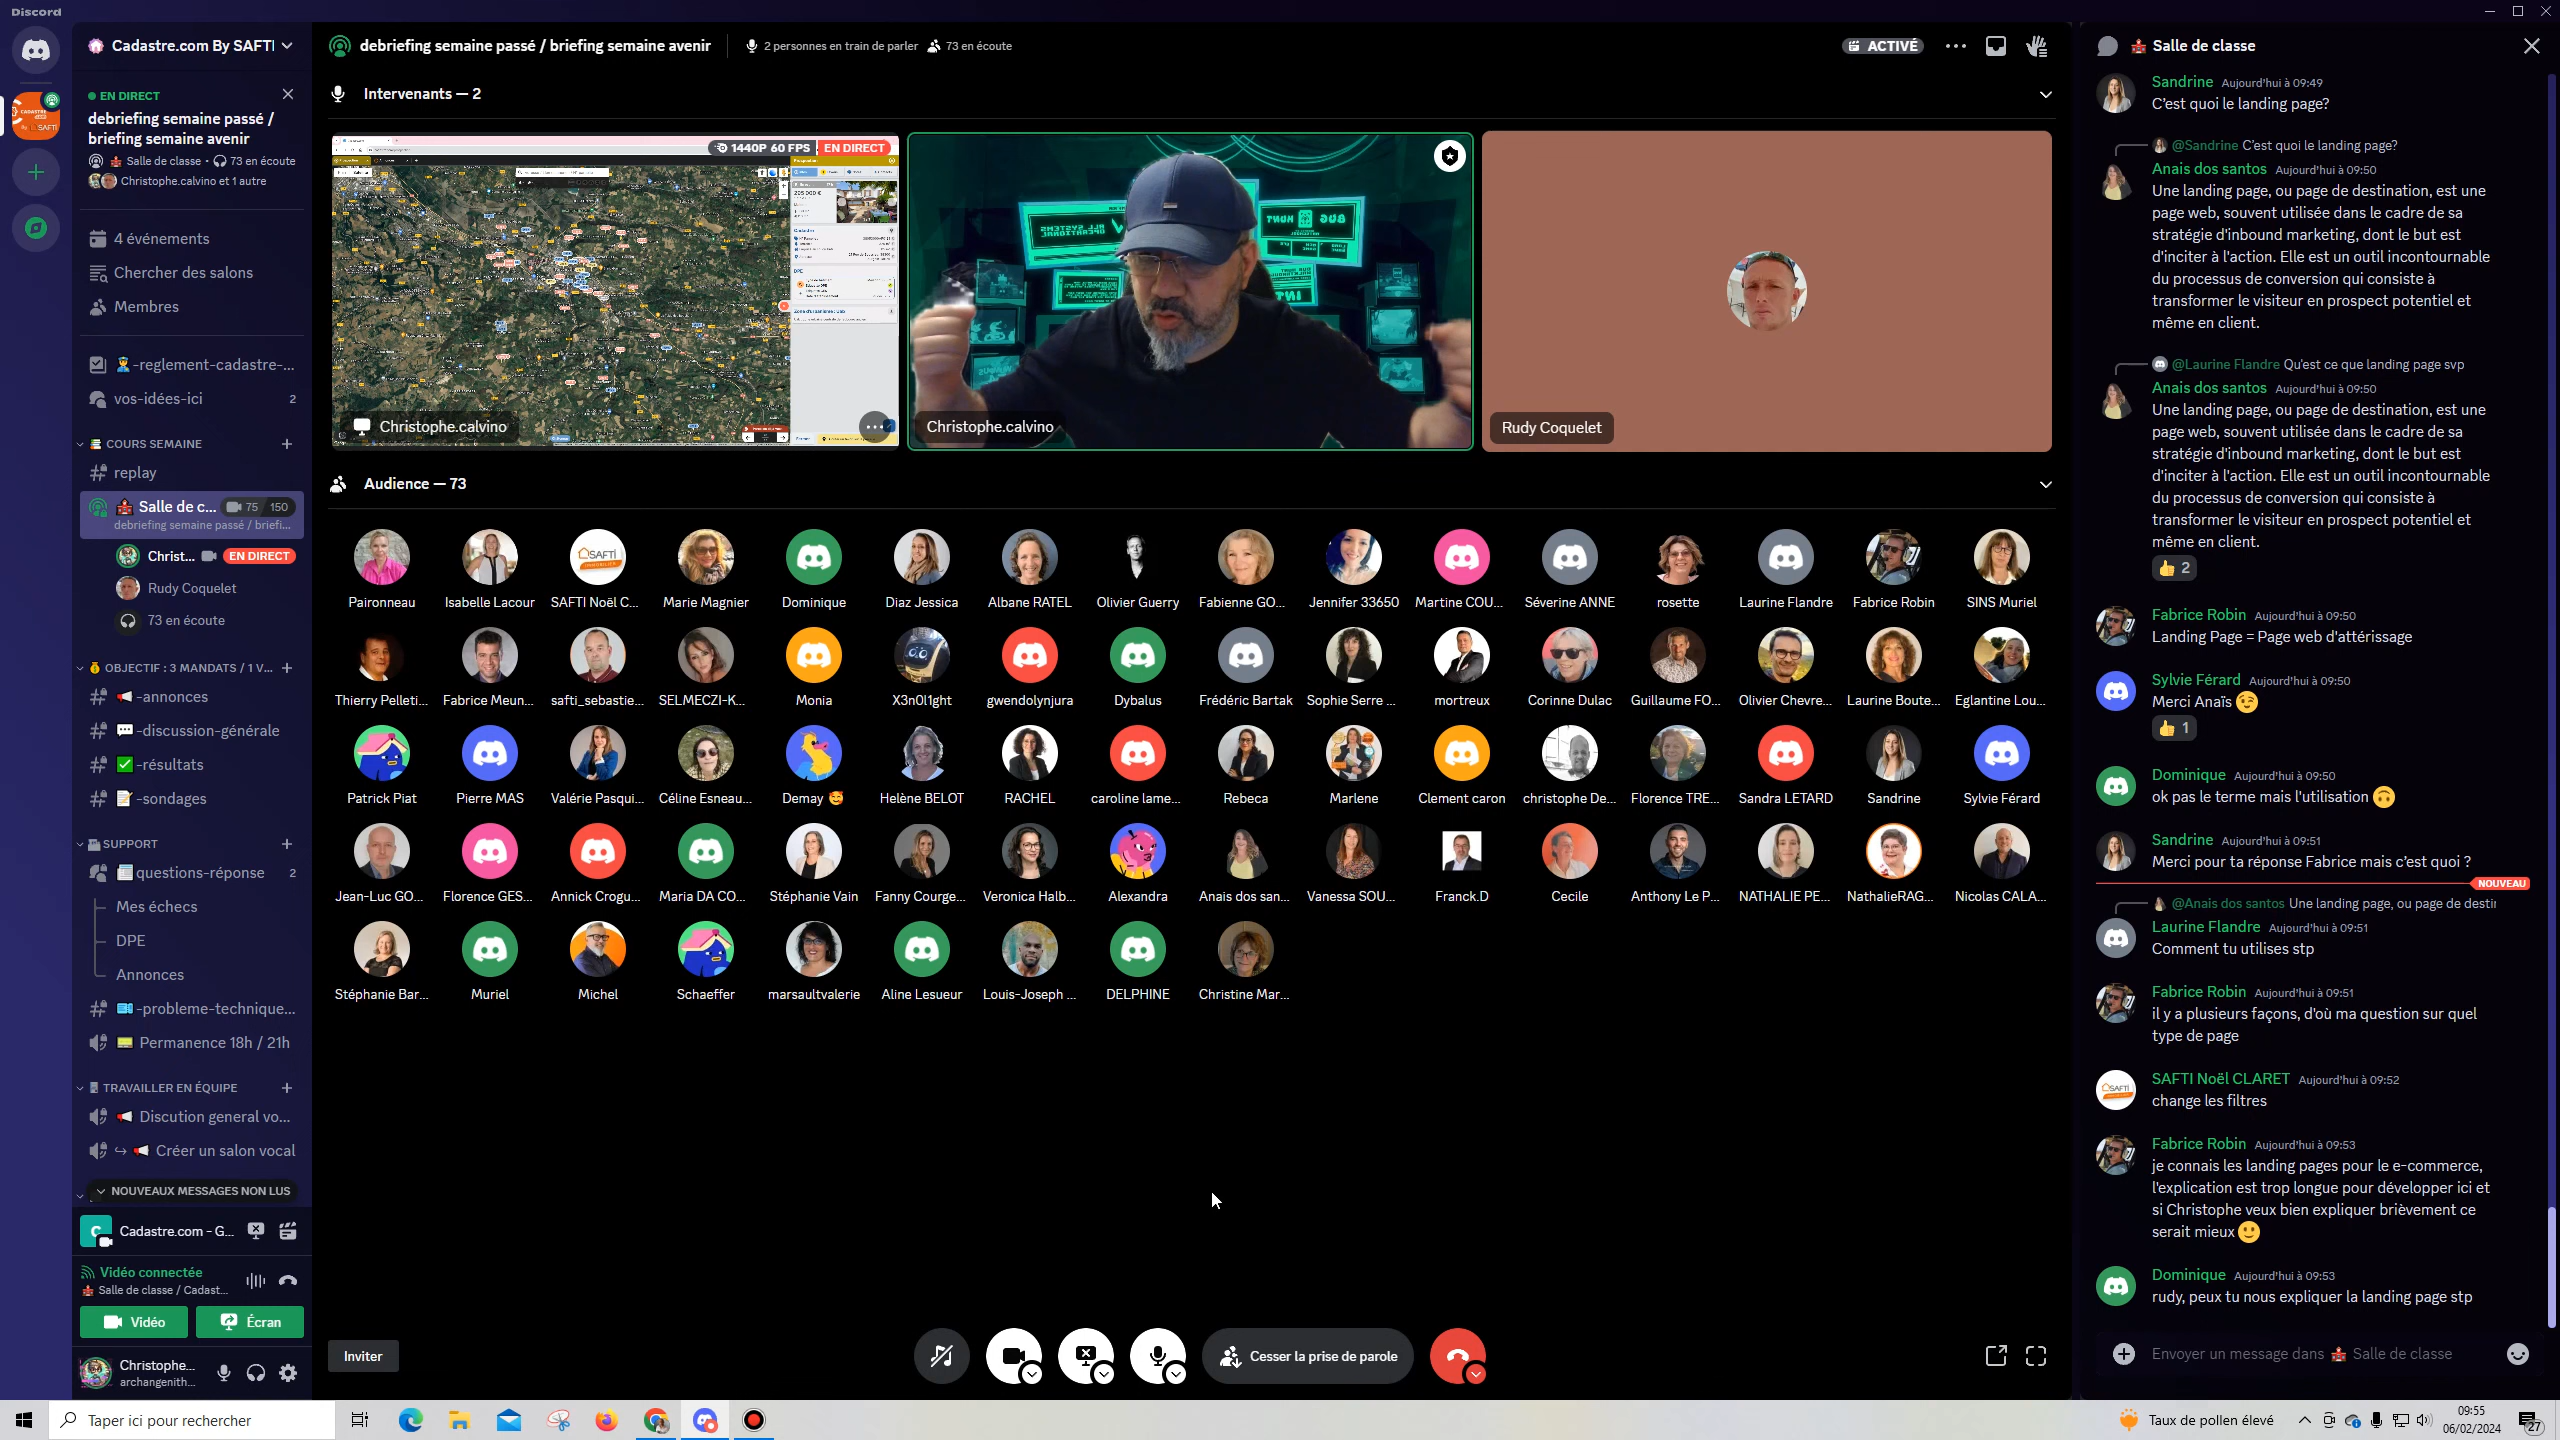 Discord
Cadastre.com By SAFTI
EN DIRECT
debriefing semaine passé /
briefing semaine avenir
Salle de classe • 73 en écoute
Christophe.calvino et 1 autre
4 événements
Chercher des salons
Membres
-reglement-cadastre-...
vos-idées-ici 2
COURS SEMAINE
replay
Salle de c... 75 150
debriefing semaine passé / briefi...
Christ... EN DIRECT
Rudy Coquelet
73 en écoute
OBJECTIF : 3 MANDATS / 1 V...
-annonces
-discussion-générale
-résultats
-sondages
SUPPORT
questions-réponse 2
Mes échecs
DPE
Annonces
-probleme-technique...
Permanence 18h / 21h
TRAVAILLER EN ÉQUIPE
Discution general vo...
Créer un salon vocal
NOUVEAUX MESSAGES NON LUS
Cadastre.com - G...
Vidéo connectée
Salle de classe / Cadast...
Vidéo Écran
Christophe...
archangenith...
debriefing semaine passé / briefing semaine avenir 2 personnes en train de parler 73 en écoute
ACTIVÉ
Intervenants — 2
1440P 60 FPS EN DIRECT
Christophe.calvino
Christophe.calvino
Rudy Coquelet
Audience — 73
Paironneau Isabelle Lacour SAFTI Noël C... Marie Magnier Dominique Diaz Jessica Albane RATEL Olivier Guerry Fabienne GO... Jennifer 33650 Martine COU... Séverine ANNE rosette Laurine Flandre Fabrice Robin SINS Muriel
Thierry Pelleti... Fabrice Meun... safti_sebastie... SELMECZI-K... Monia X3n0l1ght gwendolynjura Dybalus Frédéric Bartak Sophie Serre ... mortreux Corinne Dulac Guillaume FO... Olivier Chevre... Laurine Boute... Eglantine Lou...
Patrick Piat Pierre MAS Valérie Pasqui... Céline Esneau... Demay 🥰 Helène BELOT RACHEL caroline lame... Rebeca Marlene Clement caron christophe De... Florence TRE... Sandra LETARD Sandrine Sylvie Férard
Jean-Luc GO... Florence GES... Annick Crogu... Maria DA CO... Stéphanie Vain Fanny Courge... Veronica Halb... Alexandra Anais dos san... Vanessa SOU... Franck.D Cecile Anthony Le P... NATHALIE PE... NathalieRAG... Nicolas CALA...
Stéphanie Bar... Muriel Michel Schaeffer marsaultvalerie Aline Lesueur Louis-Joseph ... DELPHINE Christine Mar...
Inviter
Cesser la prise de parole
Salle de classe
Sandrine Aujourd'hui à 09:49
C'est quoi le landing page?
@Sandrine C'est quoi le landing page?
Anais dos santos Aujourd'hui à 09:50
Une landing page, ou page de destination, est une
page web, souvent utilisée dans le cadre de sa
stratégie d'inbound marketing, dont le but est
d'inciter à l'action. Elle est un outil incontournable
du processus de conversion qui consiste à
transformer le visiteur en prospect potentiel et
même en client.
@Laurine Flandre Qu'est ce que landing page svp
Anais dos santos Aujourd'hui à 09:50
Une landing page, ou page de destination, est une
page web, souvent utilisée dans le cadre de sa
stratégie d'inbound marketing, dont le but est
d'inciter à l'action. Elle est un outil incontournable
du processus de conversion qui consiste à
transformer le visiteur en prospect potentiel et
même en client.
👍 2
Fabrice Robin Aujourd'hui à 09:50
Landing Page = Page web d'attérissage
Sylvie Férard Aujourd'hui à 09:50
Merci Anaïs 😉
👍 1
Dominique Aujourd'hui à 09:50
ok pas le terme mais l'utilisation 🙃
Sandrine Aujourd'hui à 09:51
Merci pour ta réponse Fabrice mais c'est quoi ?
NOUVEAU
@Anais dos santos Une landing page, ou page de destin
Laurine Flandre Aujourd'hui à 09:51
Comment tu utilises stp
Fabrice Robin Aujourd'hui à 09:51
il y a plusieurs façons, d'où ma question sur quel
type de page
SAFTI Noël CLARET Aujourd'hui à 09:52
change les filtres
Fabrice Robin Aujourd'hui à 09:53
je connais les landing pages pour le e-commerce,
l'explication est trop longue pour développer ici et
si Christophe veux bien expliquer brièvement ce
serait mieux 🙂
Dominique Aujourd'hui à 09:53
rudy, peux tu nous expliquer la landing page stp
Envoyer un message dans Salle de classe
Taper ici pour rechercher
Taux de pollen élevé
09:55
06/02/2024
27